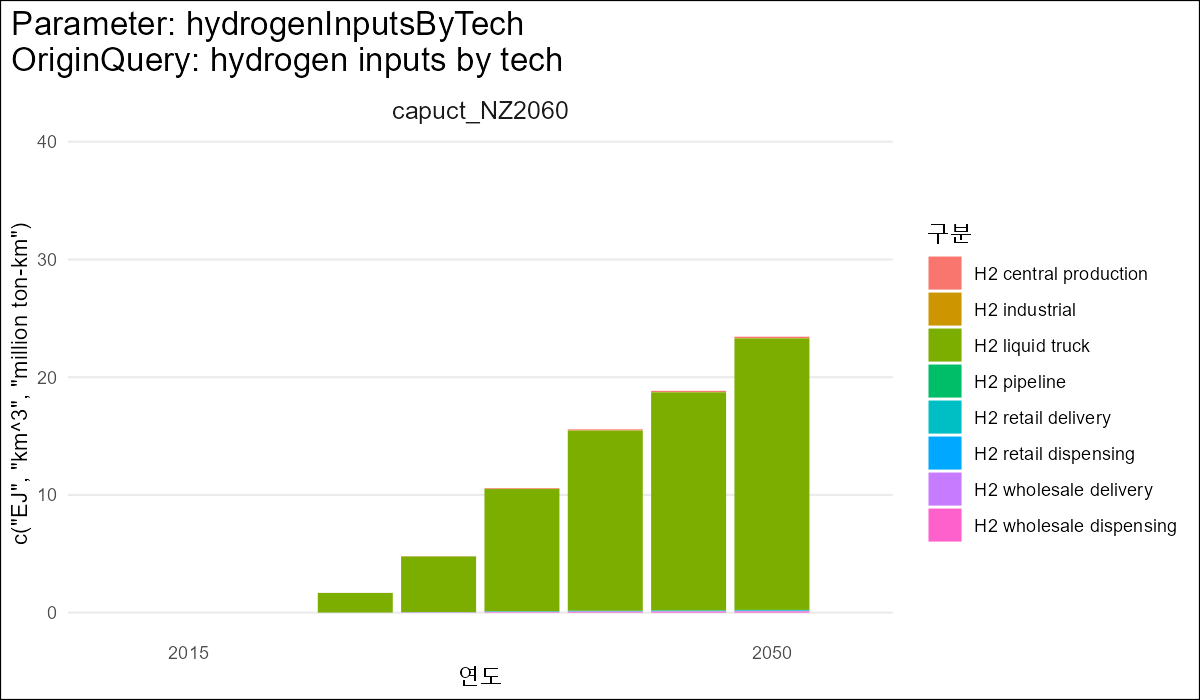 Parameter: hydrogenInputsByTech
OriginQuery: hydrogen inputs by tech
capuct_NZ2060
40
30
20
10
0
c("EJ", "km^3", "million ton-km")
2015
2050
연도
구분
H2 central production
H2 industrial
H2 liquid truck
H2 pipeline
H2 retail delivery
H2 retail dispensing
H2 wholesale delivery
H2 wholesale dispensing